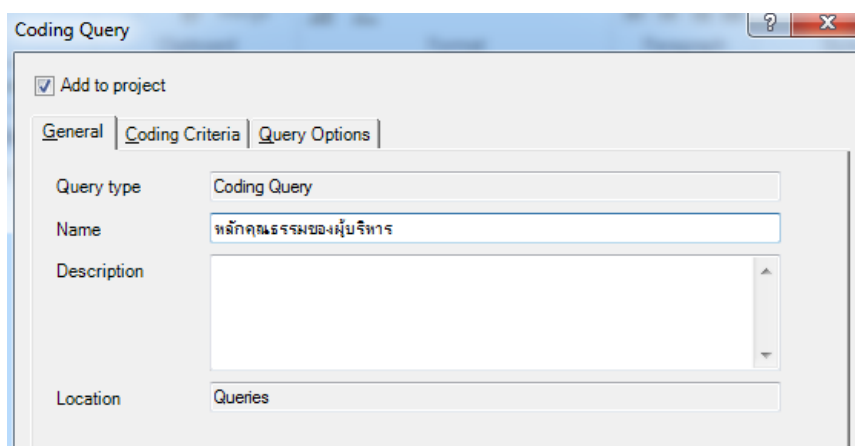 Coding Query
Add to project
General Coding Criteria Query Options
Query type Coding Query
Name หลักคุณธรรมของผู้บริหาร
Description
Location Queries